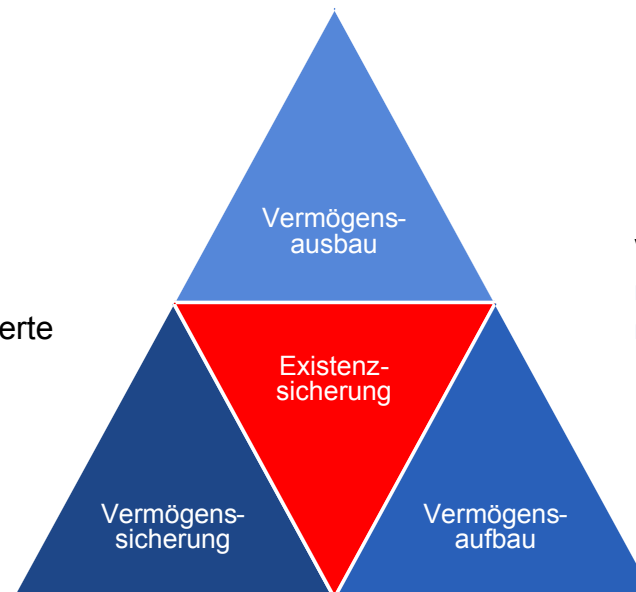 Vermögens-
ausbau
erte
Existenz-
sicherung
Vermögens-
sicherung
Vermögens-
aufbau